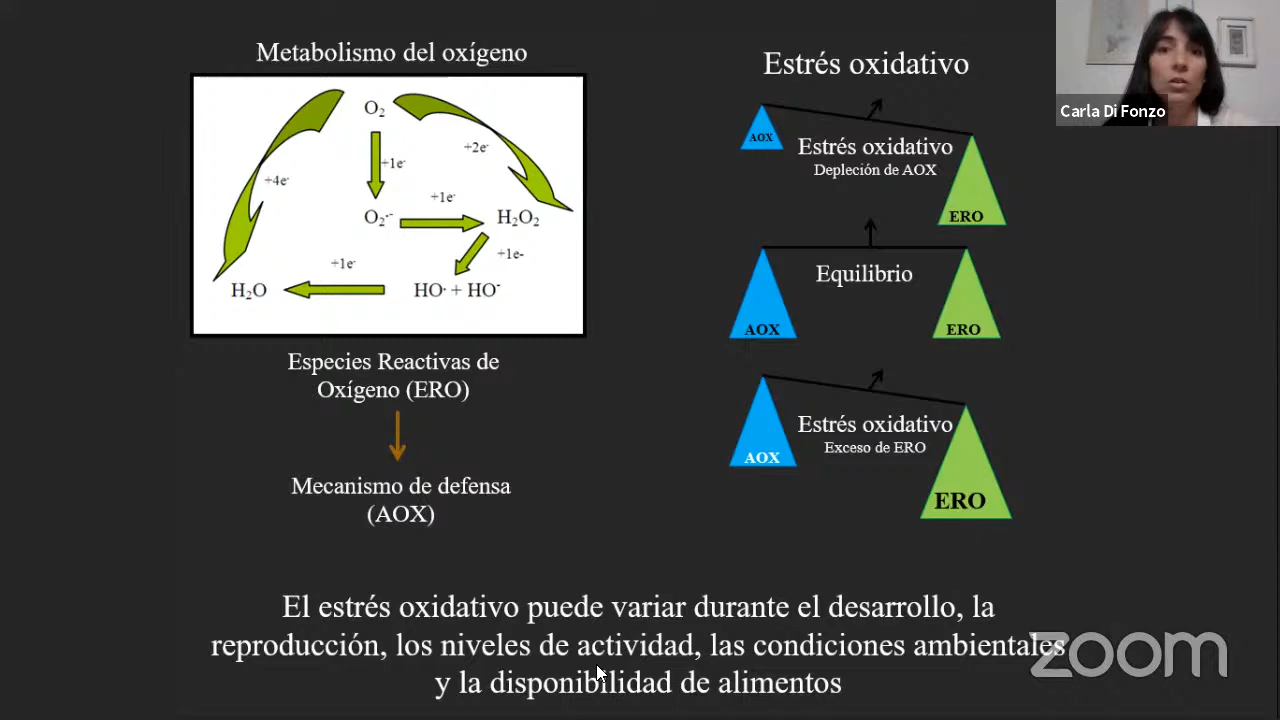 Metabolismo del oxígeno
O₂
+4e⁻
+1e⁻
+2e⁻
O₂·⁻
+1e⁻
H₂O₂
+1e-
H₂O
+1e⁻
HO· + HO⁻
Especies Reactivas de
Oxígeno (ERO)
Mecanismo de defensa
(AOX)
Estrés oxidativo
AOX
Estrés oxidativo
Depleción de AOX
ERO
Equilibrio
AOX
ERO
Estrés oxidativo
Exceso de ERO
AOX
ERO
El estrés oxidativo puede variar durante el desarrollo, la
reproducción, los niveles de actividad, las condiciones ambientales
y la disponibilidad de alimentos
Carla Di Fonzo
zoom